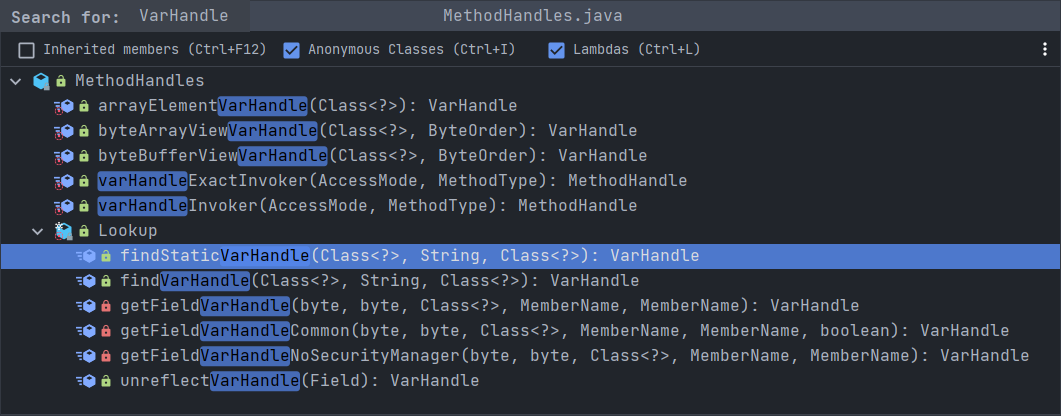 Search for: VarHandle MethodHandles.java
Inherited members (Ctrl+F12) Anonymous Classes (Ctrl+I) Lambdas (Ctrl+L)
MethodHandles
arrayElementVarHandle(Class<?>): VarHandle
byteArrayViewVarHandle(Class<?>, ByteOrder): VarHandle
byteBufferViewVarHandle(Class<?>, ByteOrder): VarHandle
varHandleExactInvoker(AccessMode, MethodType): MethodHandle
varHandleInvoker(AccessMode, MethodType): MethodHandle
Lookup
findStaticVarHandle(Class<?>, String, Class<?>): VarHandle
findVarHandle(Class<?>, String, Class<?>): VarHandle
getFieldVarHandle(byte, byte, Class<?>, MemberName, MemberName): VarHandle
getFieldVarHandleCommon(byte, byte, Class<?>, MemberName, MemberName, boolean): VarHandle
getFieldVarHandleNoSecurityManager(byte, byte, Class<?>, MemberName, MemberName): VarHandle
unreflectVarHandle(Field): VarHandle